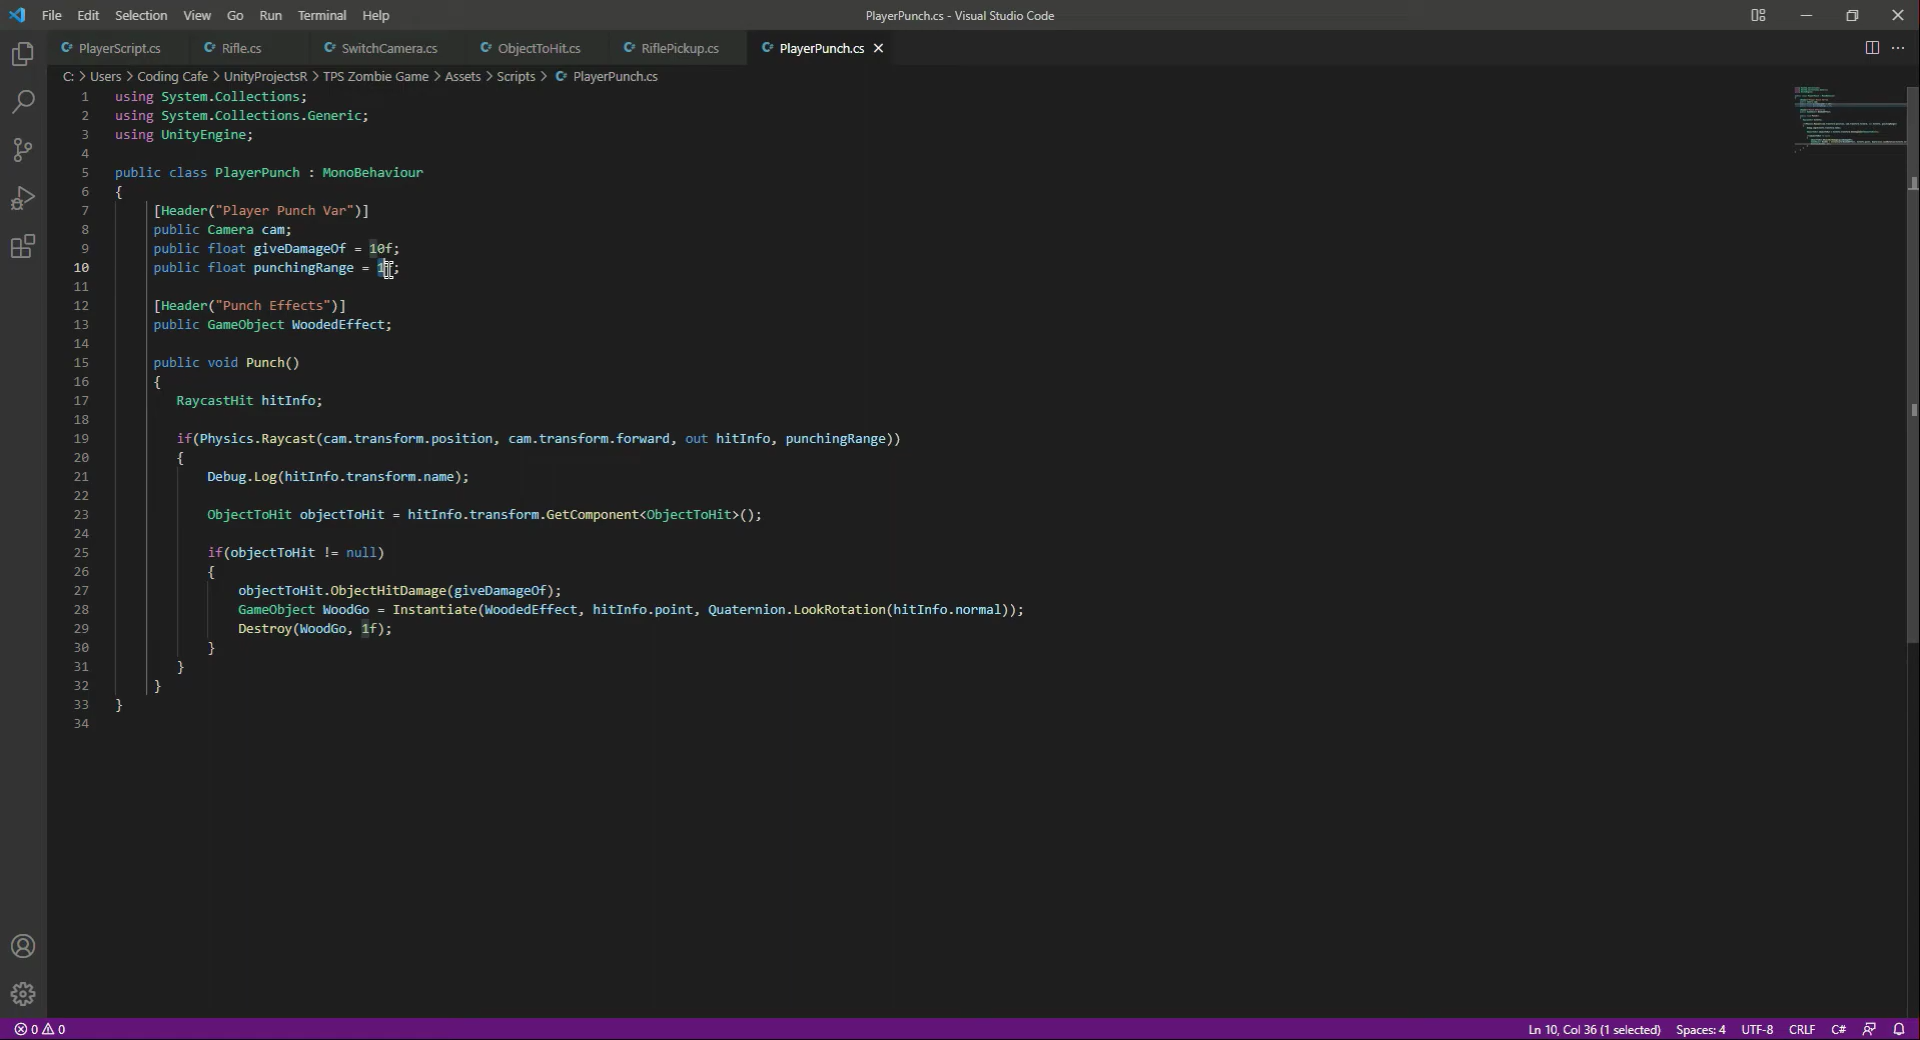 File Edit Selection View Go Run Terminal Help PlayerPunch.cs - Visual Studio Code
PlayerScript.cs Rifle.cs SwitchCamera.cs ObjectToHit.cs RiflePickup.cs PlayerPunch.cs
C: > Users > Coding Cafe > UnityProjectsR > TPS Zombie Game > Assets > Scripts > PlayerPunch.cs
1 using System.Collections;
2 using System.Collections.Generic;
3 using UnityEngine;
4
5 public class PlayerPunch : MonoBehaviour
6 {
7 [Header("Player Punch Var")]
8 public Camera cam;
9 public float giveDamageOf = 10f;
10 public float punchingRange = 1f;
11
12 [Header("Punch Effects")]
13 public GameObject WoodedEffect;
14
15 public void Punch()
16 {
17 RaycastHit hitInfo;
18
19 if(Physics.Raycast(cam.transform.position, cam.transform.forward, out hitInfo, punchingRange))
20 {
21 Debug.Log(hitInfo.transform.name);
22
23 ObjectToHit objectToHit = hitInfo.transform.GetComponent<ObjectToHit>();
24
25 if(objectToHit != null)
26 {
27 objectToHit.ObjectHitDamage(giveDamageOf);
28 GameObject WoodGo = Instantiate(WoodedEffect, hitInfo.point, Quaternion.LookRotation(hitInfo.normal));
29 Destroy(WoodGo, 1f);
30 }
31 }
32 }
33 }
34
0 0 Ln 10, Col 36 (1 selected) Spaces: 4 UTF-8 CRLF C#